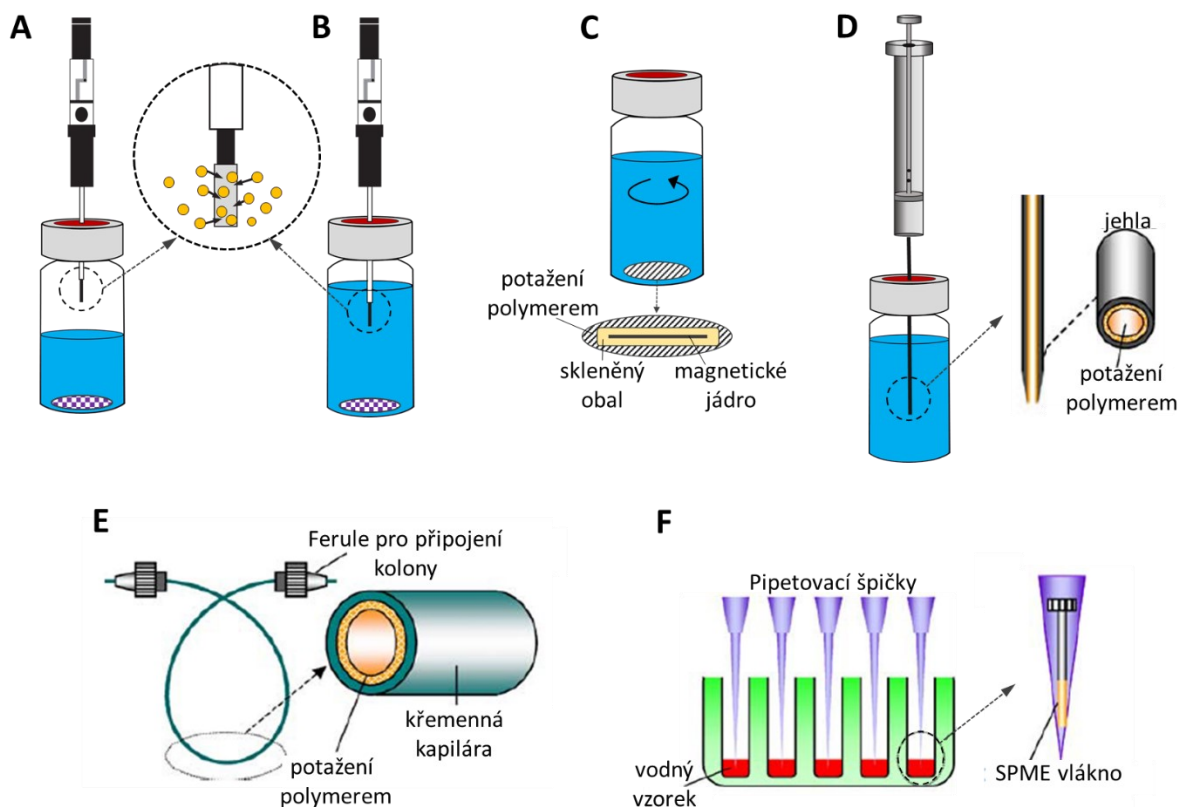 A
B
C
D
potažení
polymerem
skleněný
obal
magnetické
jádro
jehla
potažení
polymerem
E
Ferule pro připojení
kolony
křemenná
kapilára
potažení
polymerem
F
Pipetovací špičky
vodný
vzorek
SPME vlákno